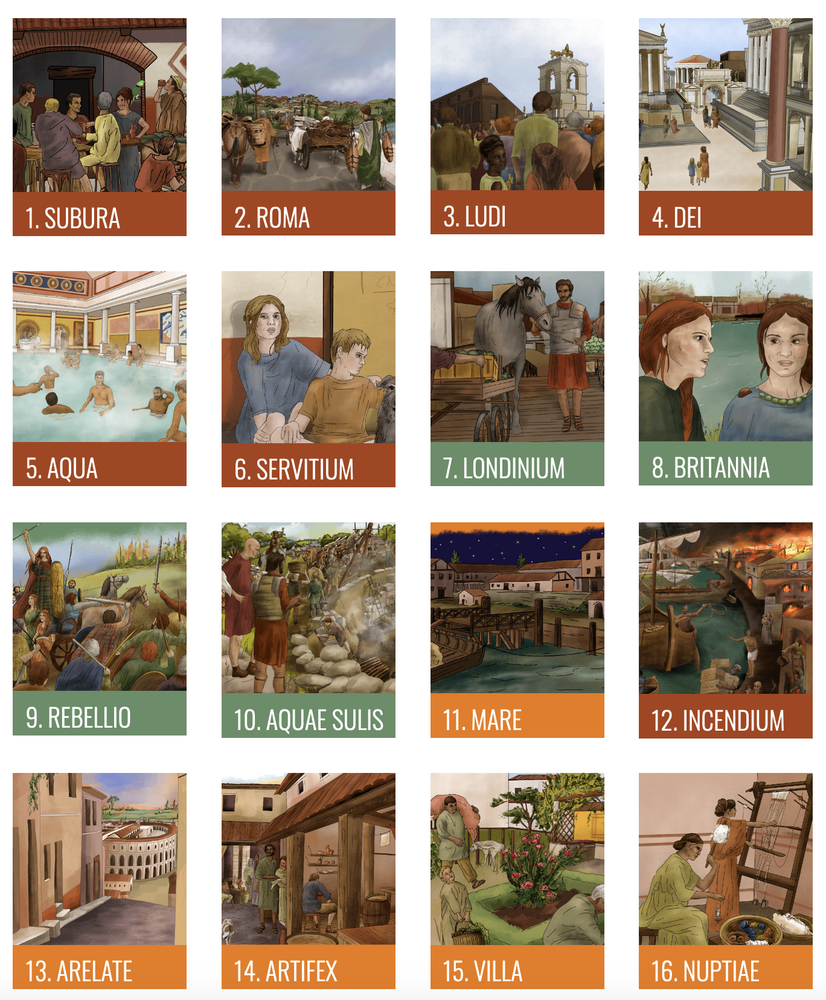 1. SUBURA
2. ROMA
3. LUDI
4. DEI
5. AQUA
6. SERVITIUM
7. LONDINIUM
8. BRITANNIA
9. REBELLIO
10. AQUAE SULIS
11. MARE
12. INCENDIUM
13. ARELATE
14. ARTIFEX
15. VILLA
16. NUPTIAE